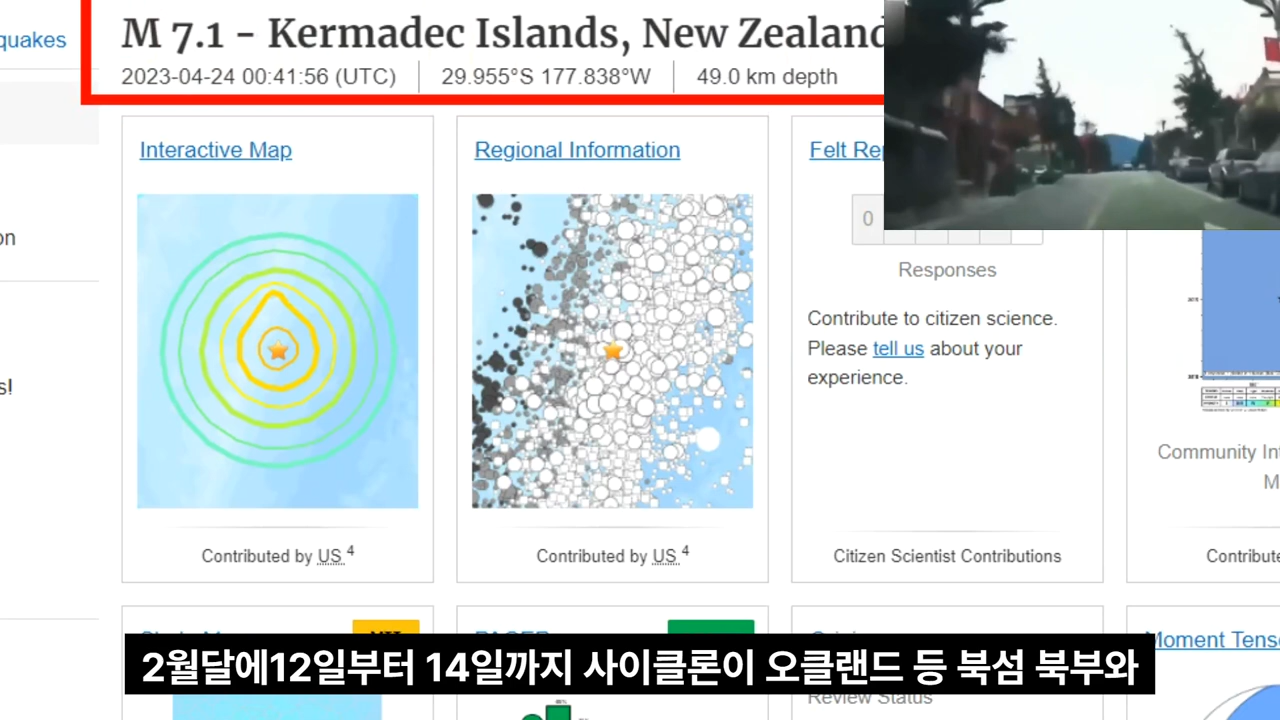 quakes
M 7.1 - Kermadec Islands, New Zealand
2023-04-24 00:41:56 (UTC)
29.955°S 177.838°W
49.0 km depth
on
s!
Interactive Map
Contributed by US 4
Regional Information
Contributed by US 4
Felt Rep
0
Responses
Contribute to citizen science.
Please tell us about your
experience.
Citizen Scientist Contributions
Community Int
M
Contribute
PAGER
Moment Tenso
2월달에12일부터 14일까지 사이클론이 오클랜드 등 북섬 북부와
Review Status